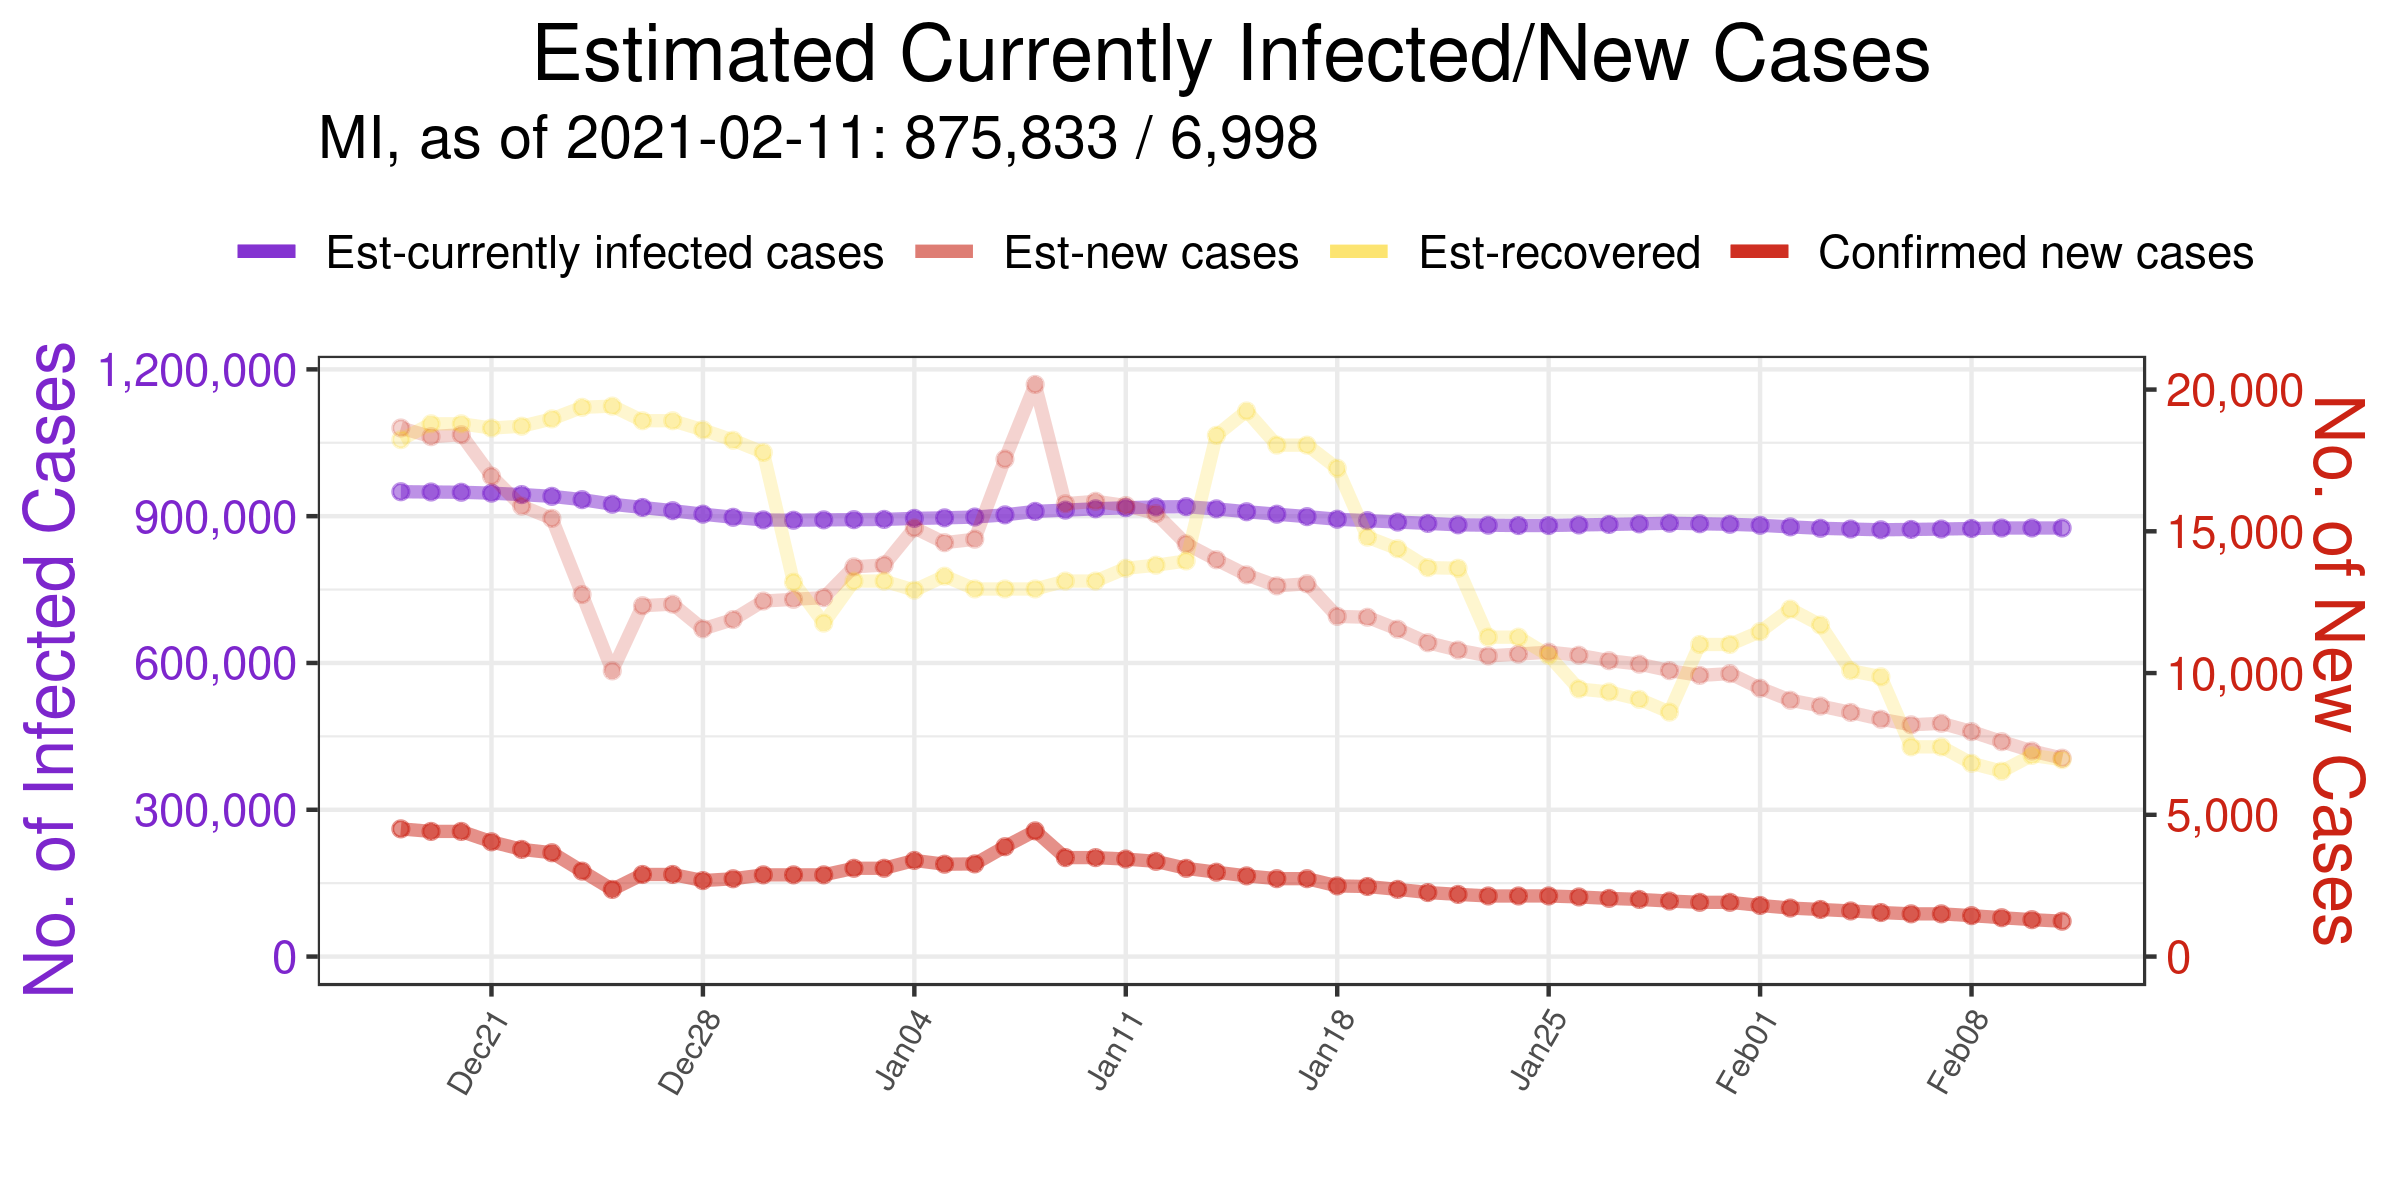 Estimated Currently Infected/New Cases
MI, as of 2021-02-11: 875,833 / 6,998
Est-currently infected cases Est-new cases Est-recovered Confirmed new cases
No. of Infected Cases
1,200,000
900,000
600,000
300,000
0
20,000
15,000
10,000
5,000
0
No. of New Cases
Dec21 Dec28 Jan04 Jan11 Jan18 Jan25 Feb01 Feb08